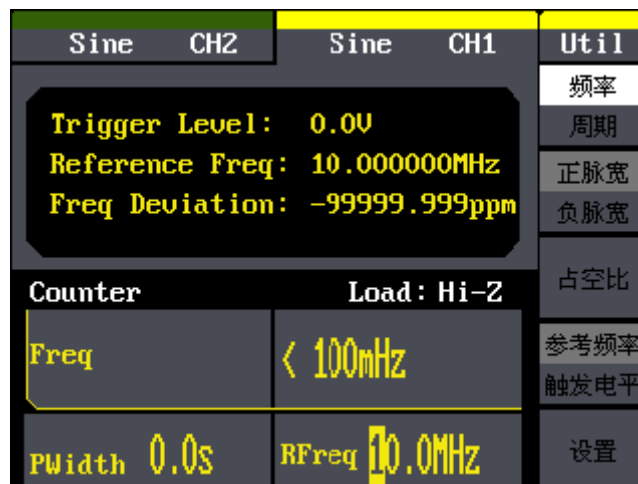 Sine CH2 Sine CH1 Util
频率
周期
正脉宽
负脉宽
占空比
参考频率
触发电平
设置
Trigger Level: 0.0V
Reference Freq: 10.000000MHz
Freq Deviation: -99999.999ppm
Counter Load: Hi-Z
Freq < 100mHz
PWidth 0.0s RFreq 10.0MHz